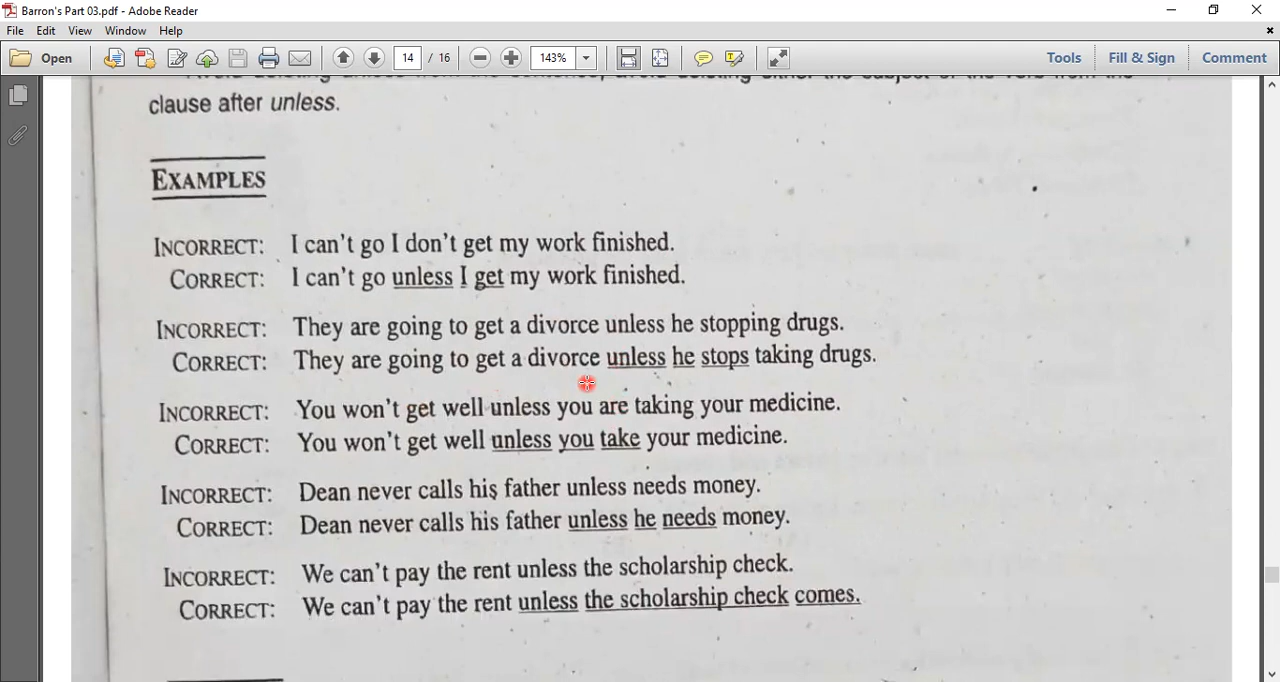 Barron's Part 03.pdf - Adobe Reader
File Edit View Window Help
Open 14 / 16 143% Tools Fill & Sign Comment
clause after unless.
EXAMPLES
INCORRECT: I can't go I don't get my work finished.
CORRECT: I can't go unless I get my work finished.
INCORRECT: They are going to get a divorce unless he stopping drugs.
CORRECT: They are going to get a divorce unless he stops taking drugs.
INCORRECT: You won't get well unless you are taking your medicine.
CORRECT: You won't get well unless you take your medicine.
INCORRECT: Dean never calls his father unless needs money.
CORRECT: Dean never calls his father unless he needs money.
INCORRECT: We can't pay the rent unless the scholarship check.
CORRECT: We can't pay the rent unless the scholarship check comes.